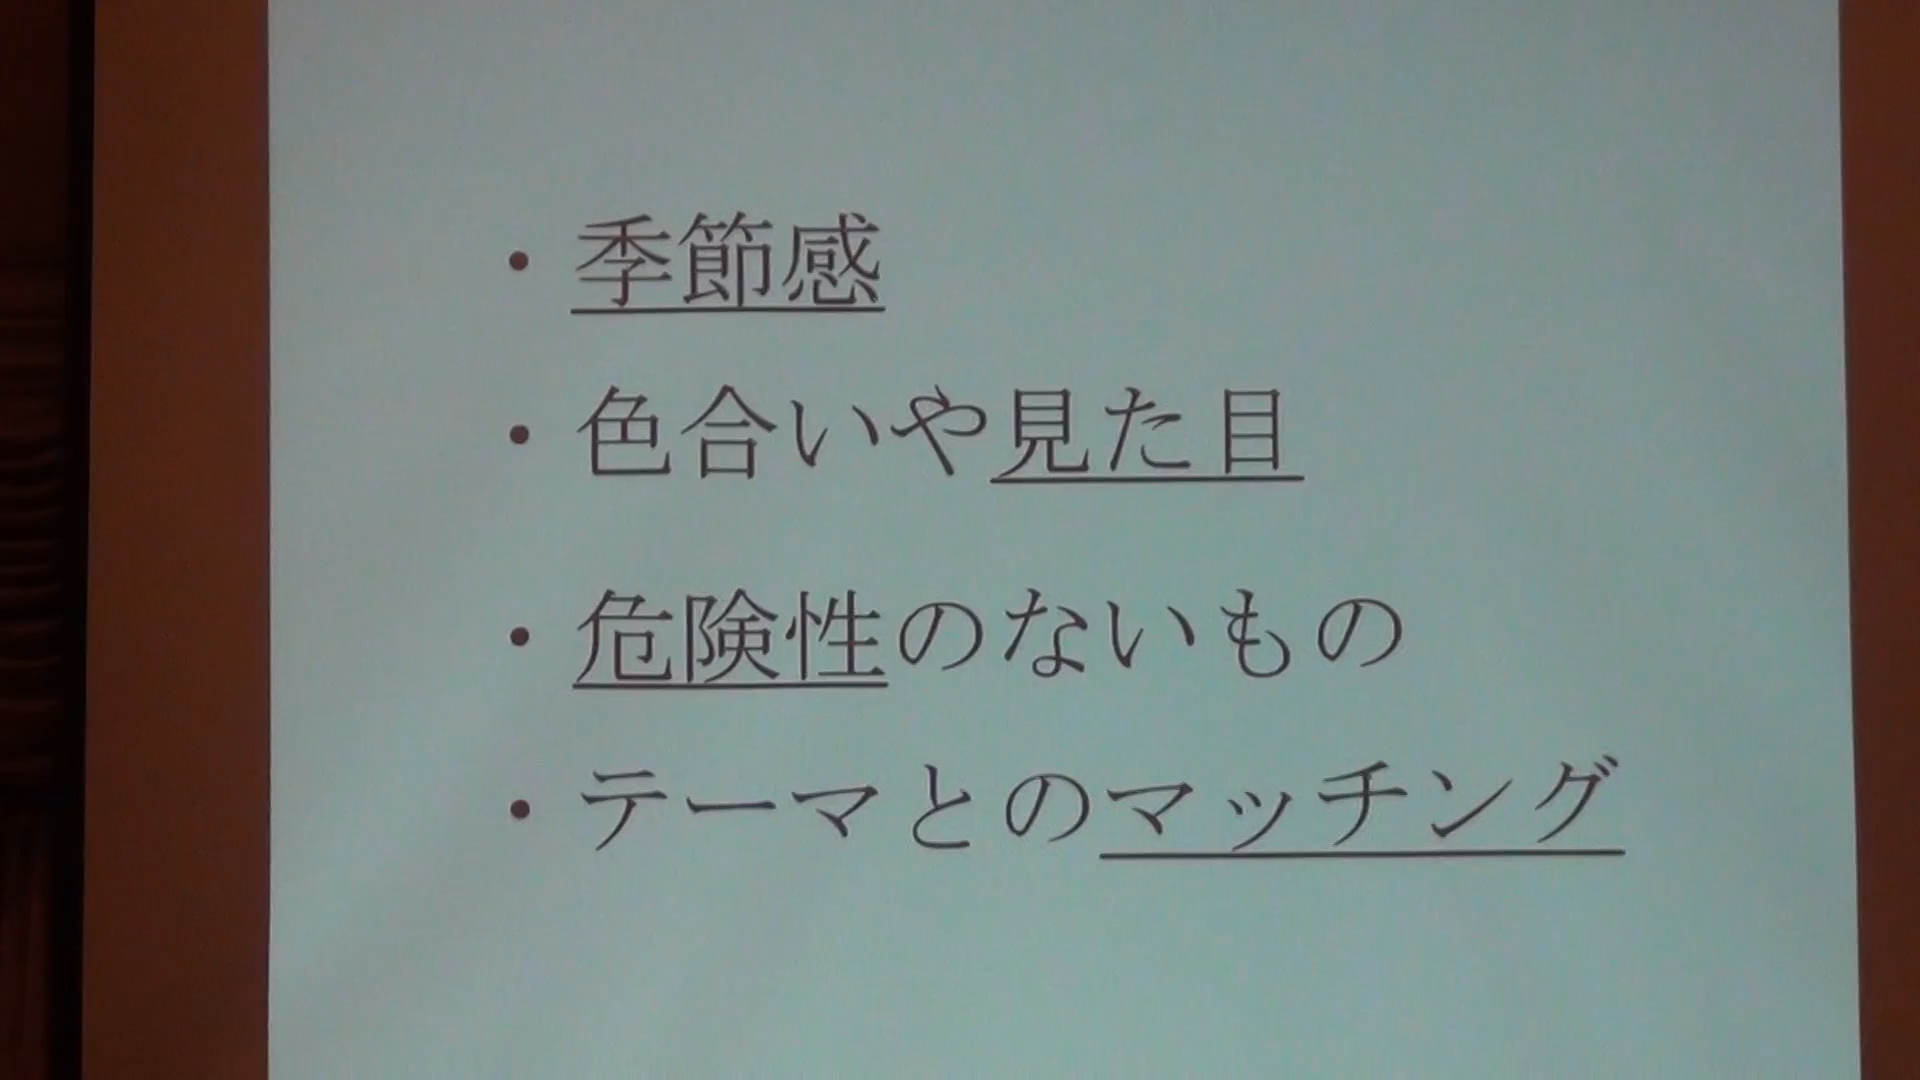 ・季節感
・色合いや見た目
・危険性のないもの
・テーマとのマッチング